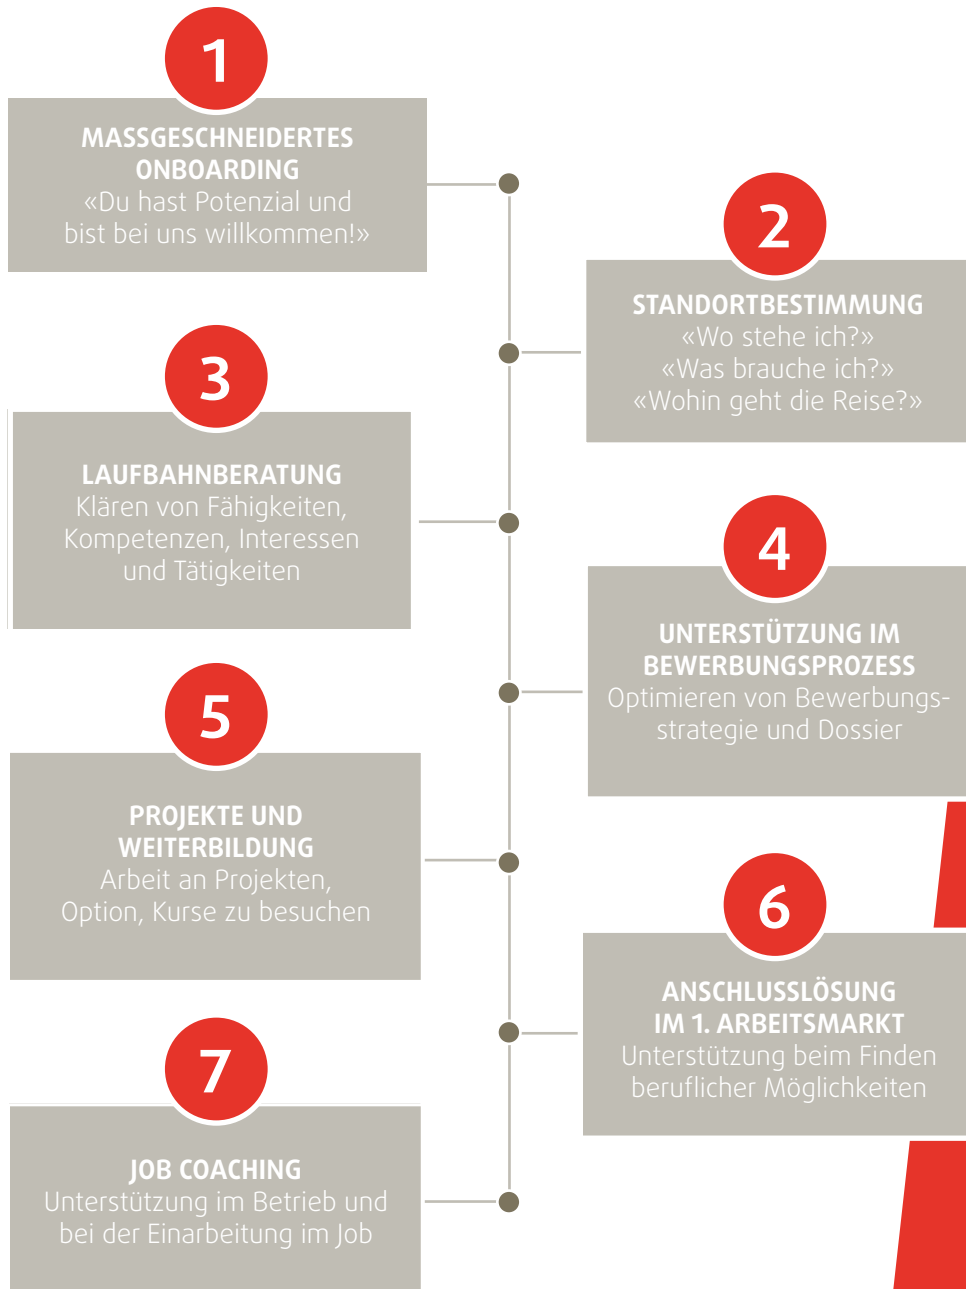 1
MASSGESCHNEIDERTES
ONBOARDING
«Du hast Potenzial und
bist bei uns willkommen!»
2
STANDORTBESTIMMUNG
«Wo stehe ich?»
«Was brauche ich?»
«Wohin geht die Reise?»
3
LAUFBAHNBERATUNG
Klären von Fähigkeiten,
Kompetenzen, Interessen
und Tätigkeiten
4
UNTERSTÜTZUNG IM
BEWERBUNGSPROZESS
Optimieren von Bewerbungs-
strategie und Dossier
5
PROJEKTE UND
WEITERBILDUNG
Arbeit an Projekten,
Option, Kurse zu besuchen
6
ANSCHLUSSLÖSUNG
IM 1. ARBEITSMARKT
Unterstützung beim Finden
beruflicher Möglichkeiten
7
JOB COACHING
Unterstützung im Betrieb und
bei der Einarbeitung im Job